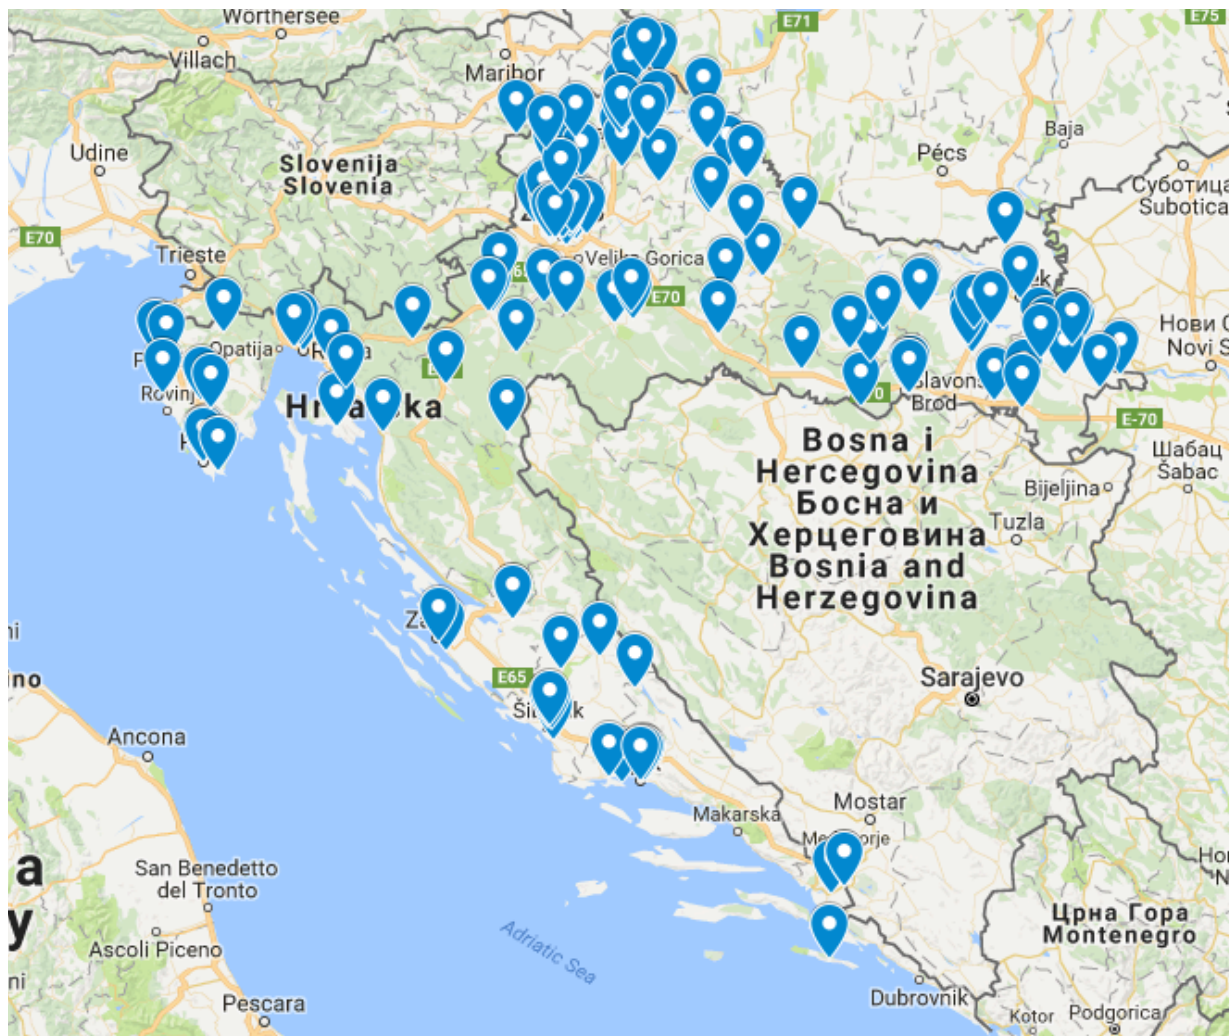 Wörthersee
E71
E75
Villach
Maribor
Baja
Udine
Slovenija
Slovenia
Pécs
Суботица
Subotica
E70
Trieste
Velika Gorica
E70
Opatija
Нови
Novi
Rovinj
Hrvatska
Slavonski
Brod
E-70
Шабац
Šabac
Bosna i
Hercegovina
Босна и
Херцеговина
Bosnia and
Herzegovina
Bijeljina
Tuzla
E65
Sarajevo
Ancona
Makarska
Mostar
San Benedetto
del Tronto
Adriatic Sea
Црна Гора
Montenegro
Ascoli Piceno
Pescara
Dubrovnik
Kotor
Podgorica